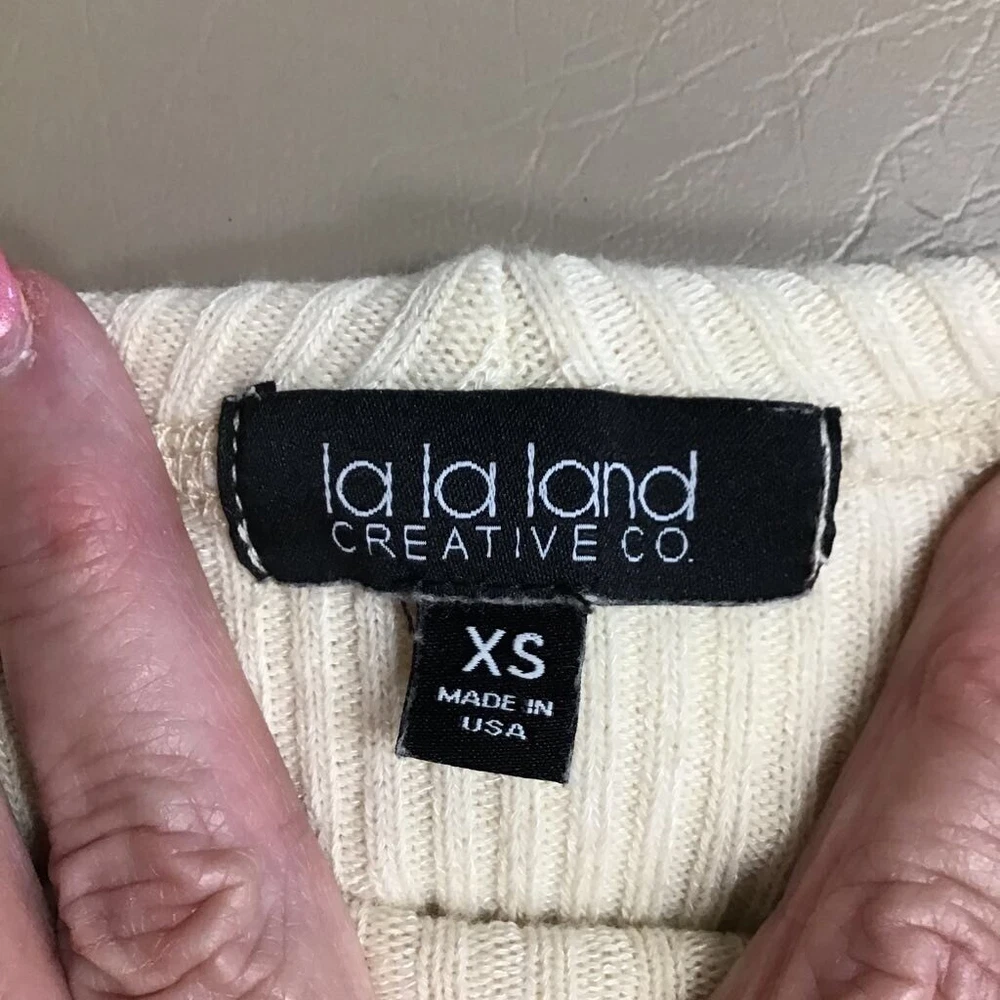 la la land
CREATIVE CO.
XS
MADE IN
USA